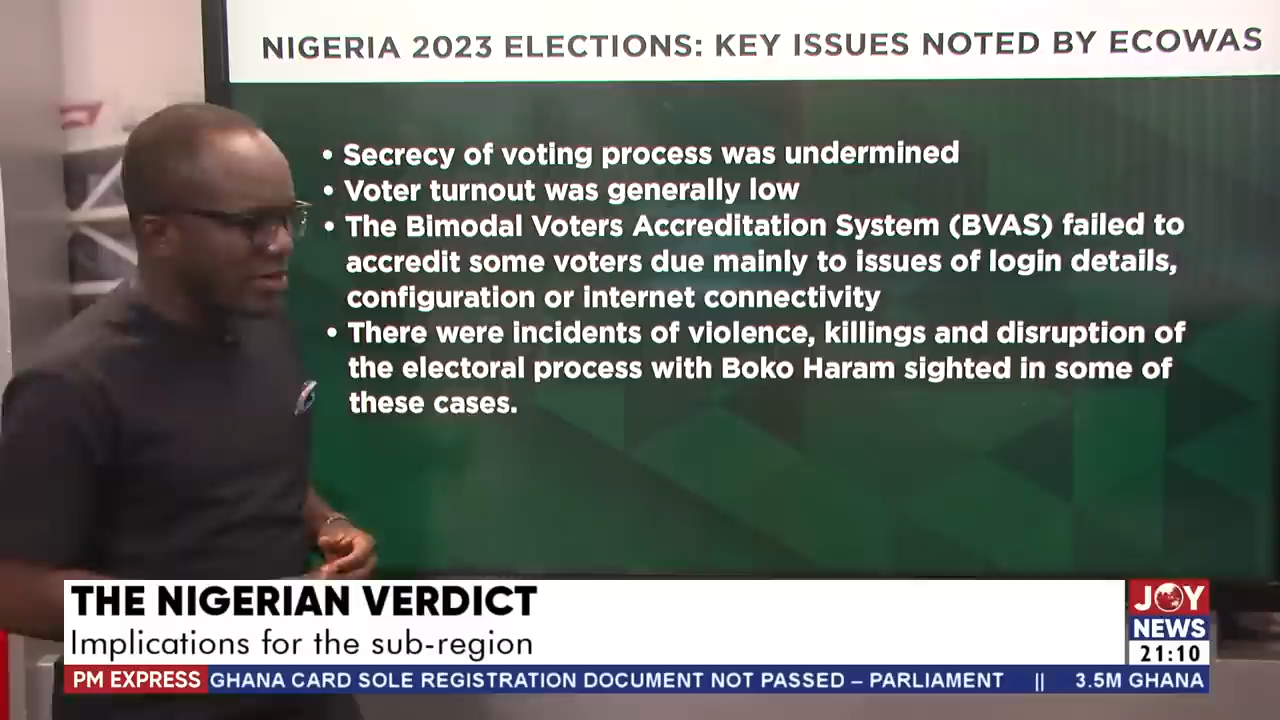 NIGERIA 2023 ELECTIONS: KEY ISSUES NOTED BY ECOWAS
• Secrecy of voting process was undermined
• Voter turnout was generally low
• The Bimodal Voters Accreditation System (BVAS) failed to
accredit some voters due mainly to issues of login details,
configuration or internet connectivity
• There were incidents of violence, killings and disruption of
the electoral process with Boko Haram sighted in some of
these cases.
THE NIGERIAN VERDICT
Implications for the sub-region
JOY
NEWS
21:10
PM EXPRESS GHANA CARD SOLE REGISTRATION DOCUMENT NOT PASSED – PARLIAMENT || 3.5M GHANA